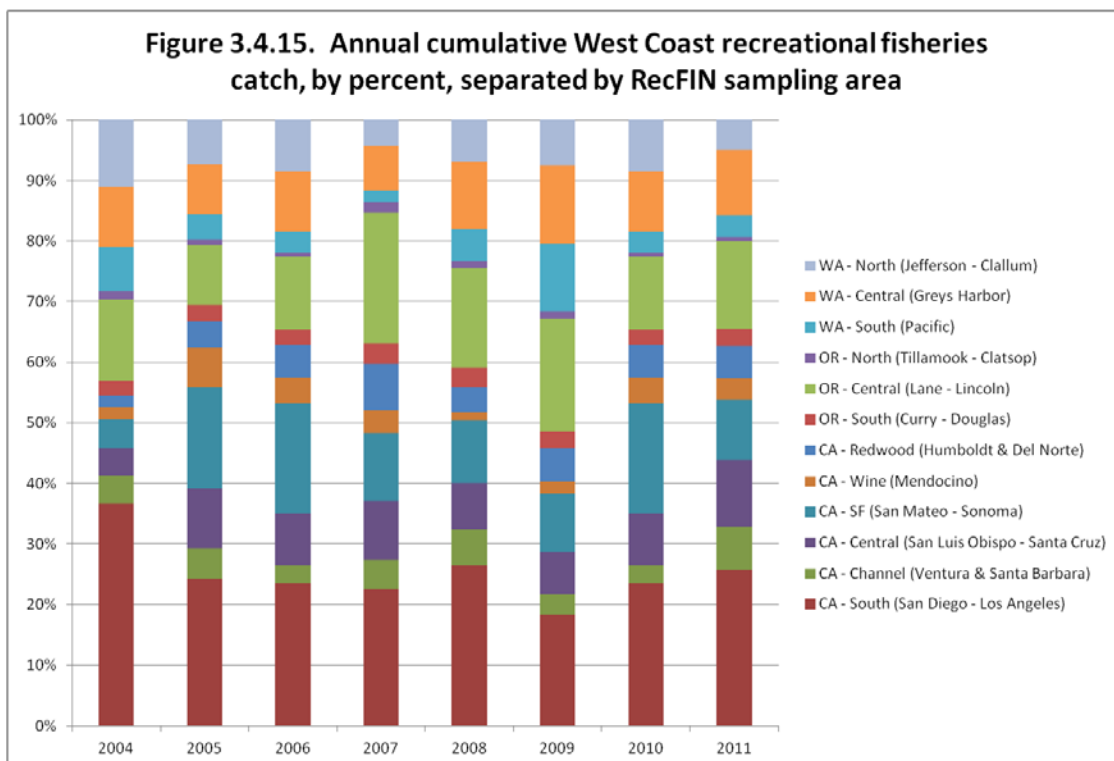 Figure 3.4.15.  Annual cumulative West Coast recreational fisheries
catch, by percent, separated by RecFIN sampling area
100%
90%
80%
70%
60%
50%
40%
30%
20%
10%
0%
2004 2005 2006 2007 2008 2009 2010 2011
WA - North (Jefferson - Clallum)
WA - Central (Greys Harbor)
WA - South (Pacific)
OR - North (Tillamook - Clatsop)
OR - Central (Lane - Lincoln)
OR - South (Curry - Douglas)
CA - Redwood (Humboldt & Del Norte)
CA - Wine (Mendocino)
CA - SF (San Mateo - Sonoma)
CA - Central (San Luis Obispo - Santa Cruz)
CA - Channel (Ventura & Santa Barbara)
CA - South (San Diego - Los Angeles)